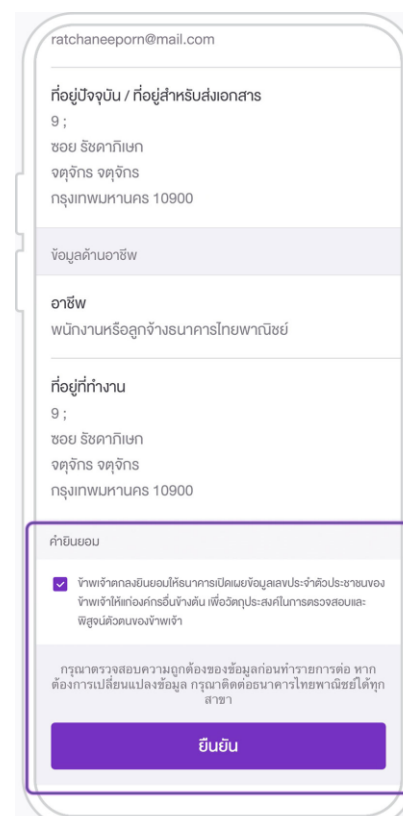 ratchaneeporn@mail.com
ที่อยู่ปัจจุบัน / ที่อยู่สำหรับส่งเอกสาร
9 ;
ซอย รัชดาภิเษก
จตุจักร จตุจักร
กรุงเทพมหานคร 10900
ข้อมูลด้านอาชีพ
อาชีพ
พนักงานหรือลูกจ้างธนาคารไทยพาณิชย์
ที่อยู่ที่ทำงาน
9 ;
ซอย รัชดาภิเษก
จตุจักร จตุจักร
กรุงเทพมหานคร 10900
คำยินยอม
ข้าพเจ้าตกลงยินยอมให้ธนาคารเปิดเผยข้อมูลเลขประจำตัวประชาชนของ
ข้าพเจ้าให้แก่องค์กรอื่นข้างต้น เพื่อวัตถุประสงค์ในการตรวจสอบและ
พิสูจน์ตัวตนของข้าพเจ้า
กรุณาตรวจสอบความถูกต้องของข้อมูลก่อนทำรายการต่อ หาก
ต้องการเปลี่ยนแปลงข้อมูล กรุณาติดต่อธนาคารไทยพาณิชย์ได้ทุก
สาขา
ยืนยัน